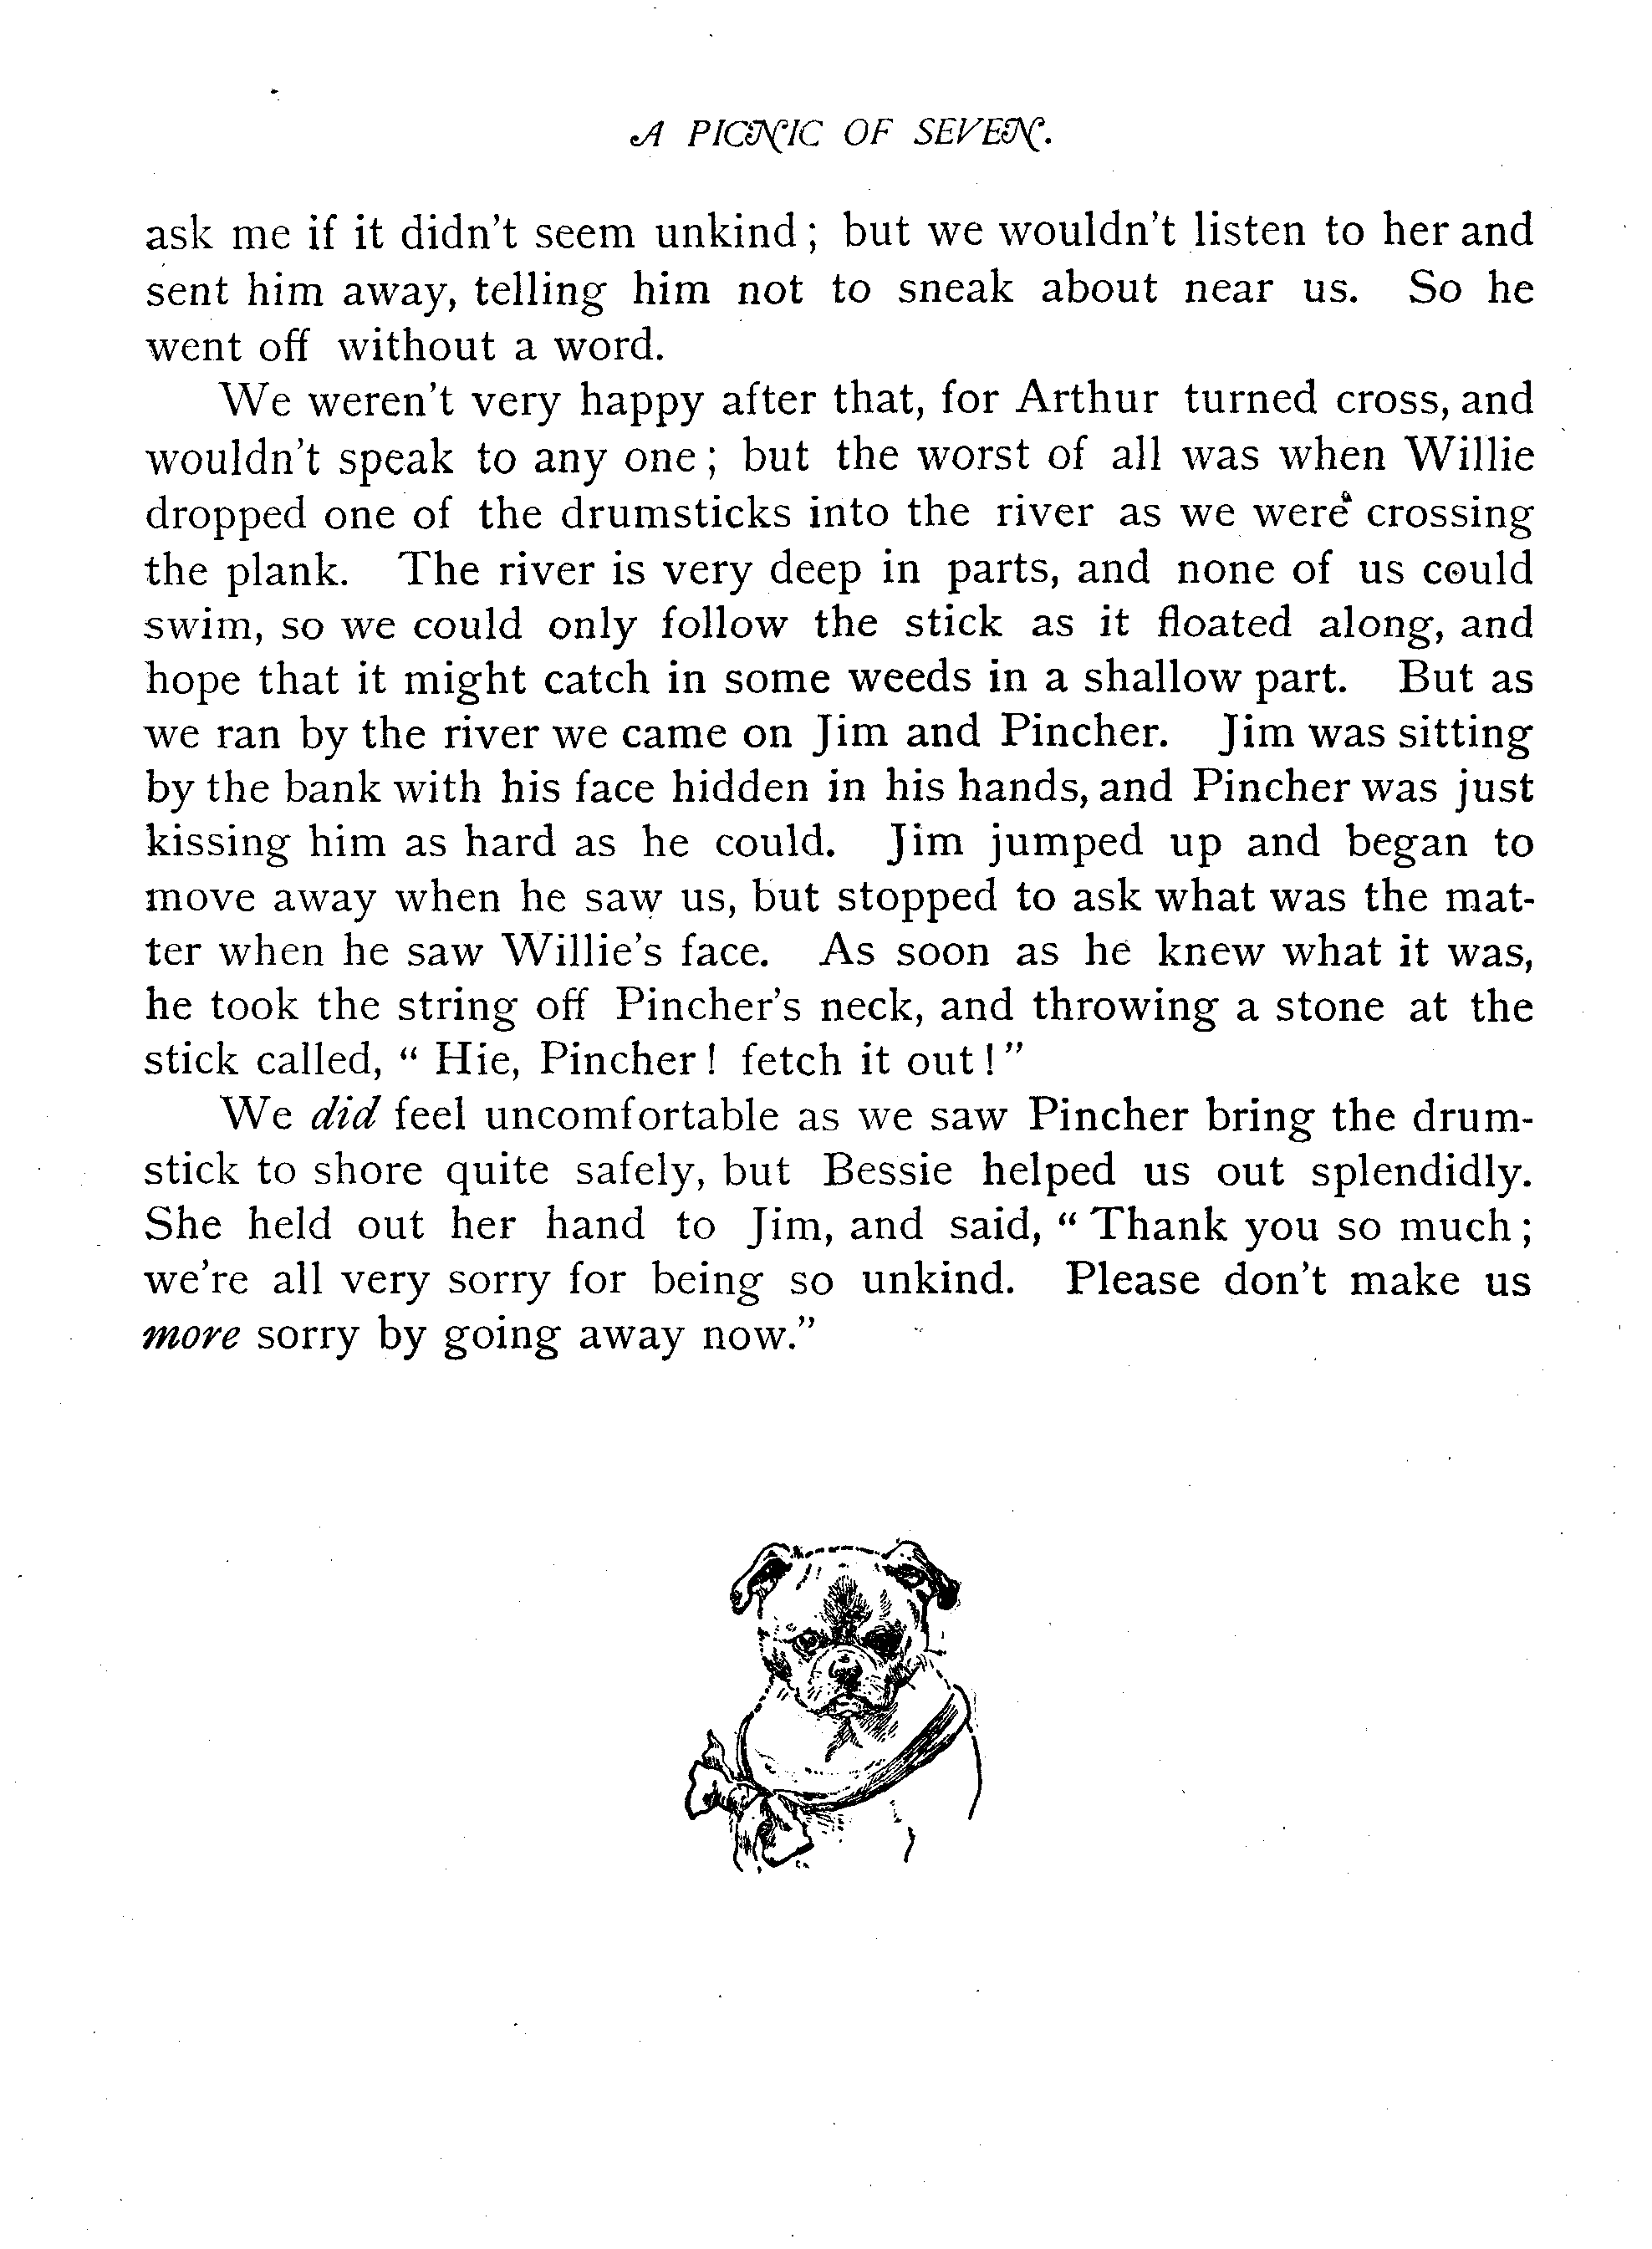 A PICNIC OF SEVEN.
ask me if it didn't seem unkind; but we wouldn't listen to her and
sent him away, telling him not to sneak about near us. So he
went off without a word.
We weren't very happy after that, for Arthur turned cross, and
wouldn't speak to any one; but the worst of all was when Willie
dropped one of the drumsticks into the river as we were crossing
the plank. The river is very deep in parts, and none of us could
swim, so we could only follow the stick as it floated along, and
hope that it might catch in some weeds in a shallow part. But as
we ran by the river we came on Jim and Pincher. Jim was sitting
by the bank with his face hidden in his hands, and Pincher was just
kissing him as hard as he could. Jim jumped up and began to
move away when he saw us, but stopped to ask what was the mat-
ter when he saw Willie's face. As soon as he knew what it was,
he took the string off Pincher's neck, and throwing a stone at the
stick called, “Hie, Pincher! fetch it out!”
We did feel uncomfortable as we saw Pincher bring the drum-
stick to shore quite safely, but Bessie helped us out splendidly.
She held out her hand to Jim, and said, “Thank you so much;
we're all very sorry for being so unkind. Please don't make us
more sorry by going away now.”